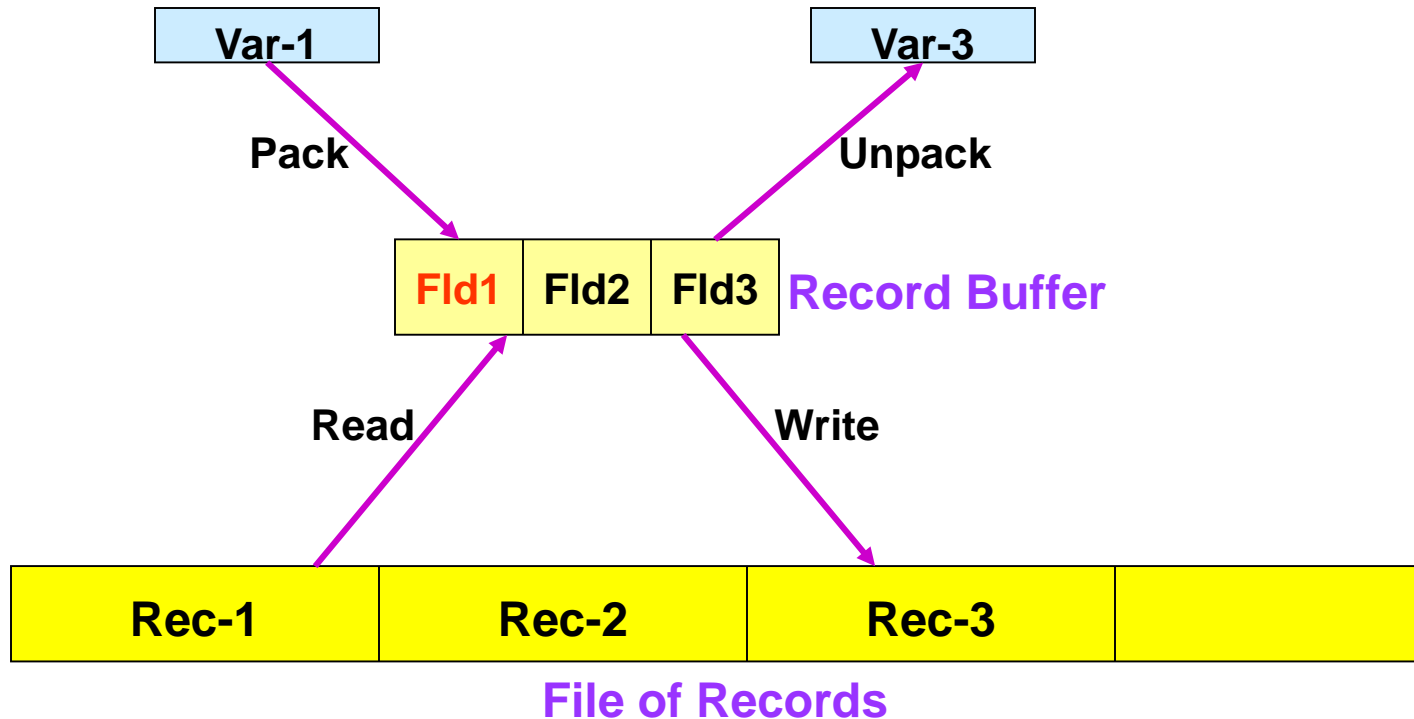 Var-1 Var-3
Pack Unpack
Fld1 Fld2 Fld3 Record Buffer
Read Write
Rec-1 Rec-2 Rec-3
File of Records